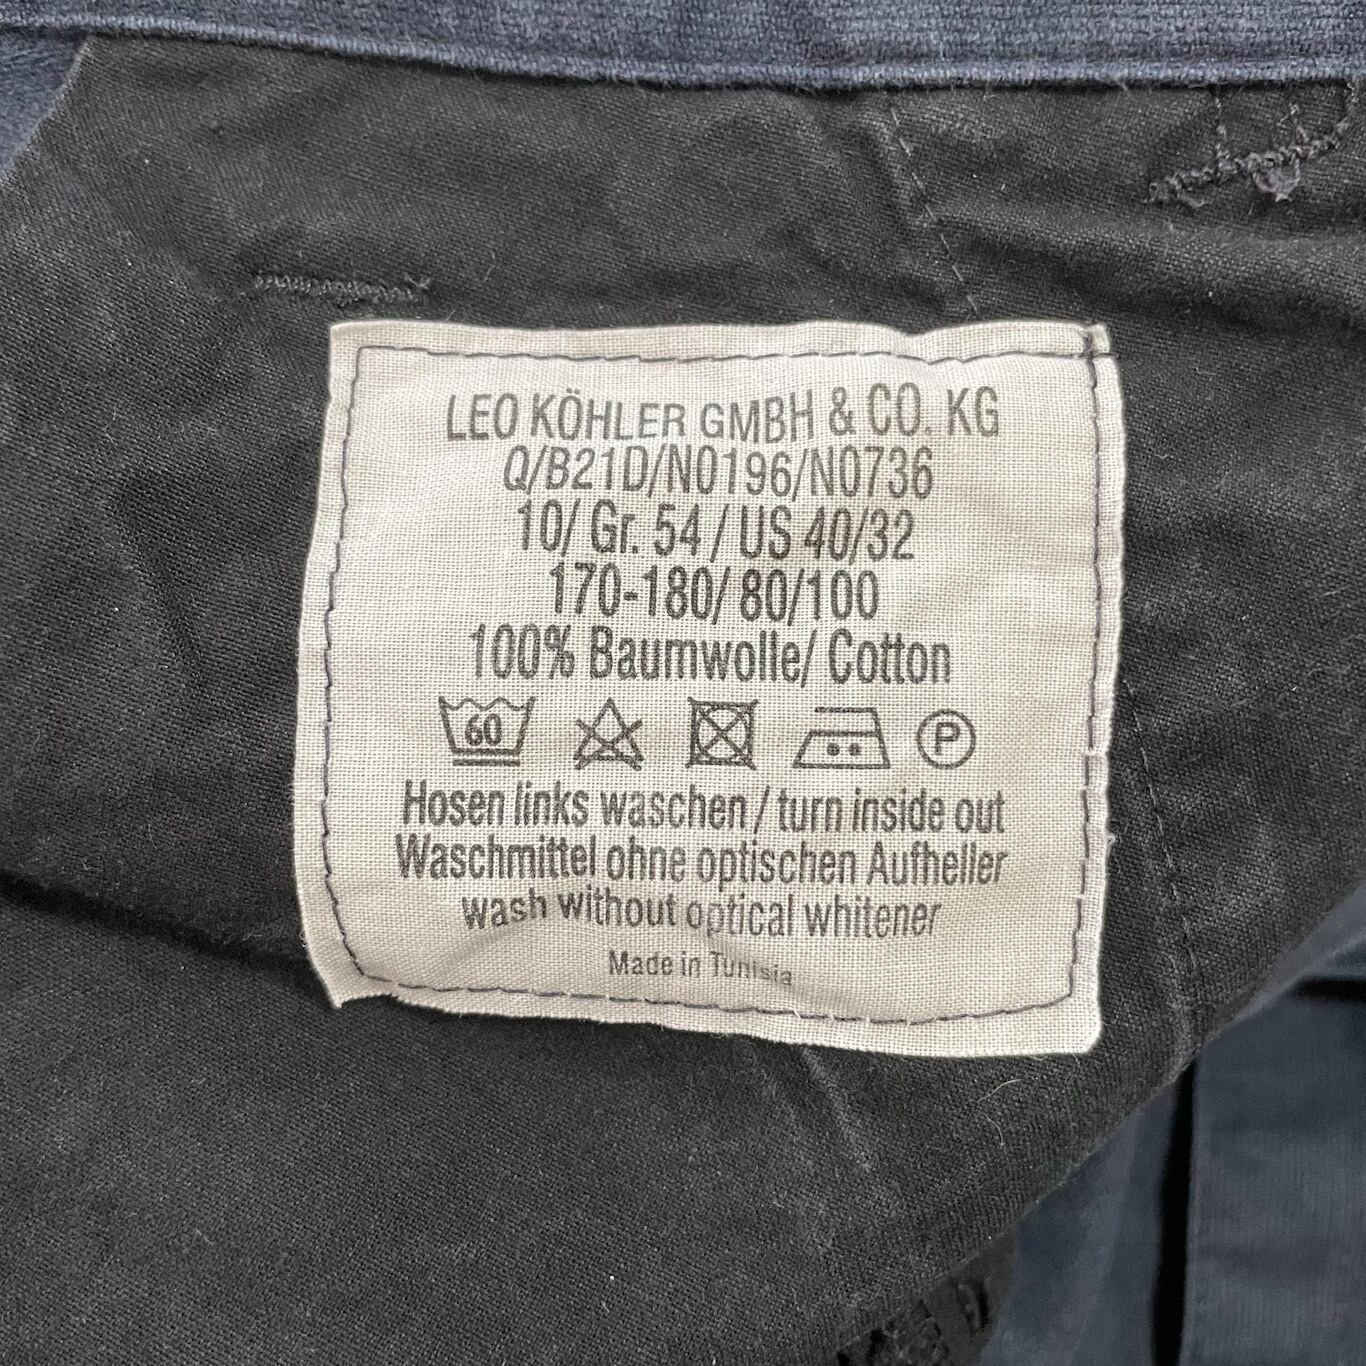 LEO KÖHLER GMBH & CO. KG
Q/B21D/N0196/N0736
10/ Gr. 54 / US 40/32
170-180/ 80/100
100% Baumwolle/ Cotton
60 P
Hosen links waschen / turn inside out
Waschmittel ohne optischen Aufheller
wash without optical whitener
Made in Tunisia